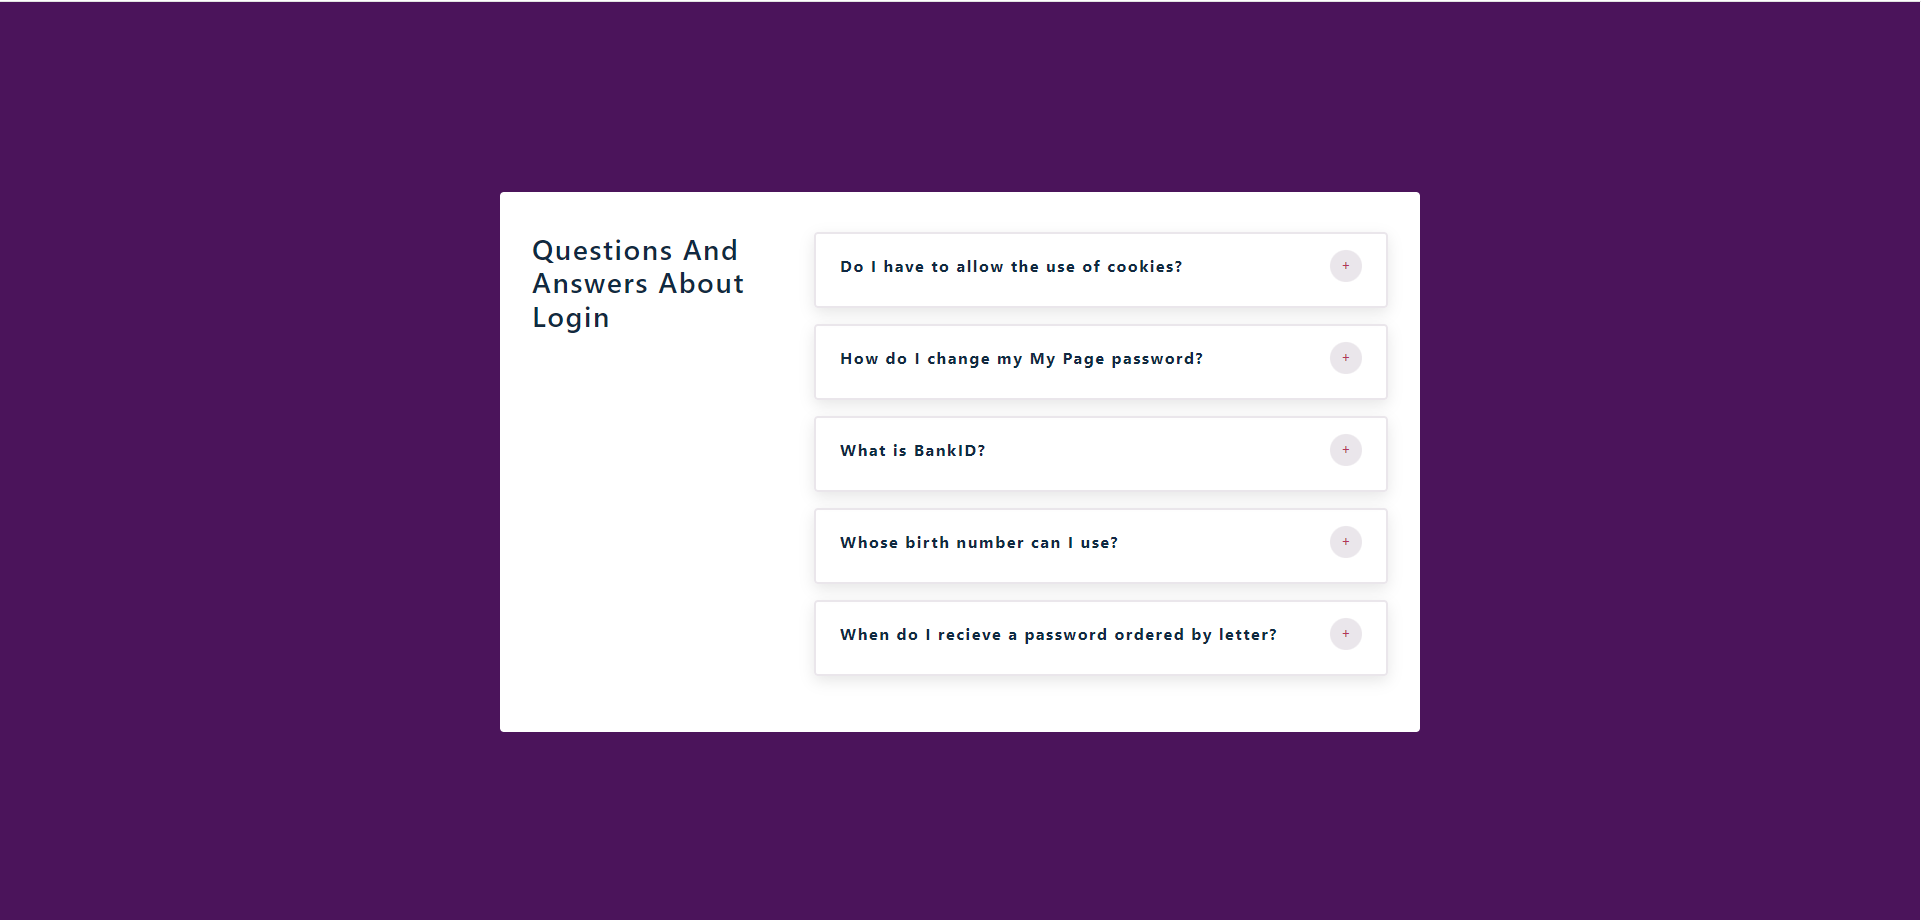 Questions And
Answers About
Login
Do I have to allow the use of cookies?
+
How do I change my My Page password?
+
What is BankID?
+
Whose birth number can I use?
+
When do I recieve a password ordered by letter?
+